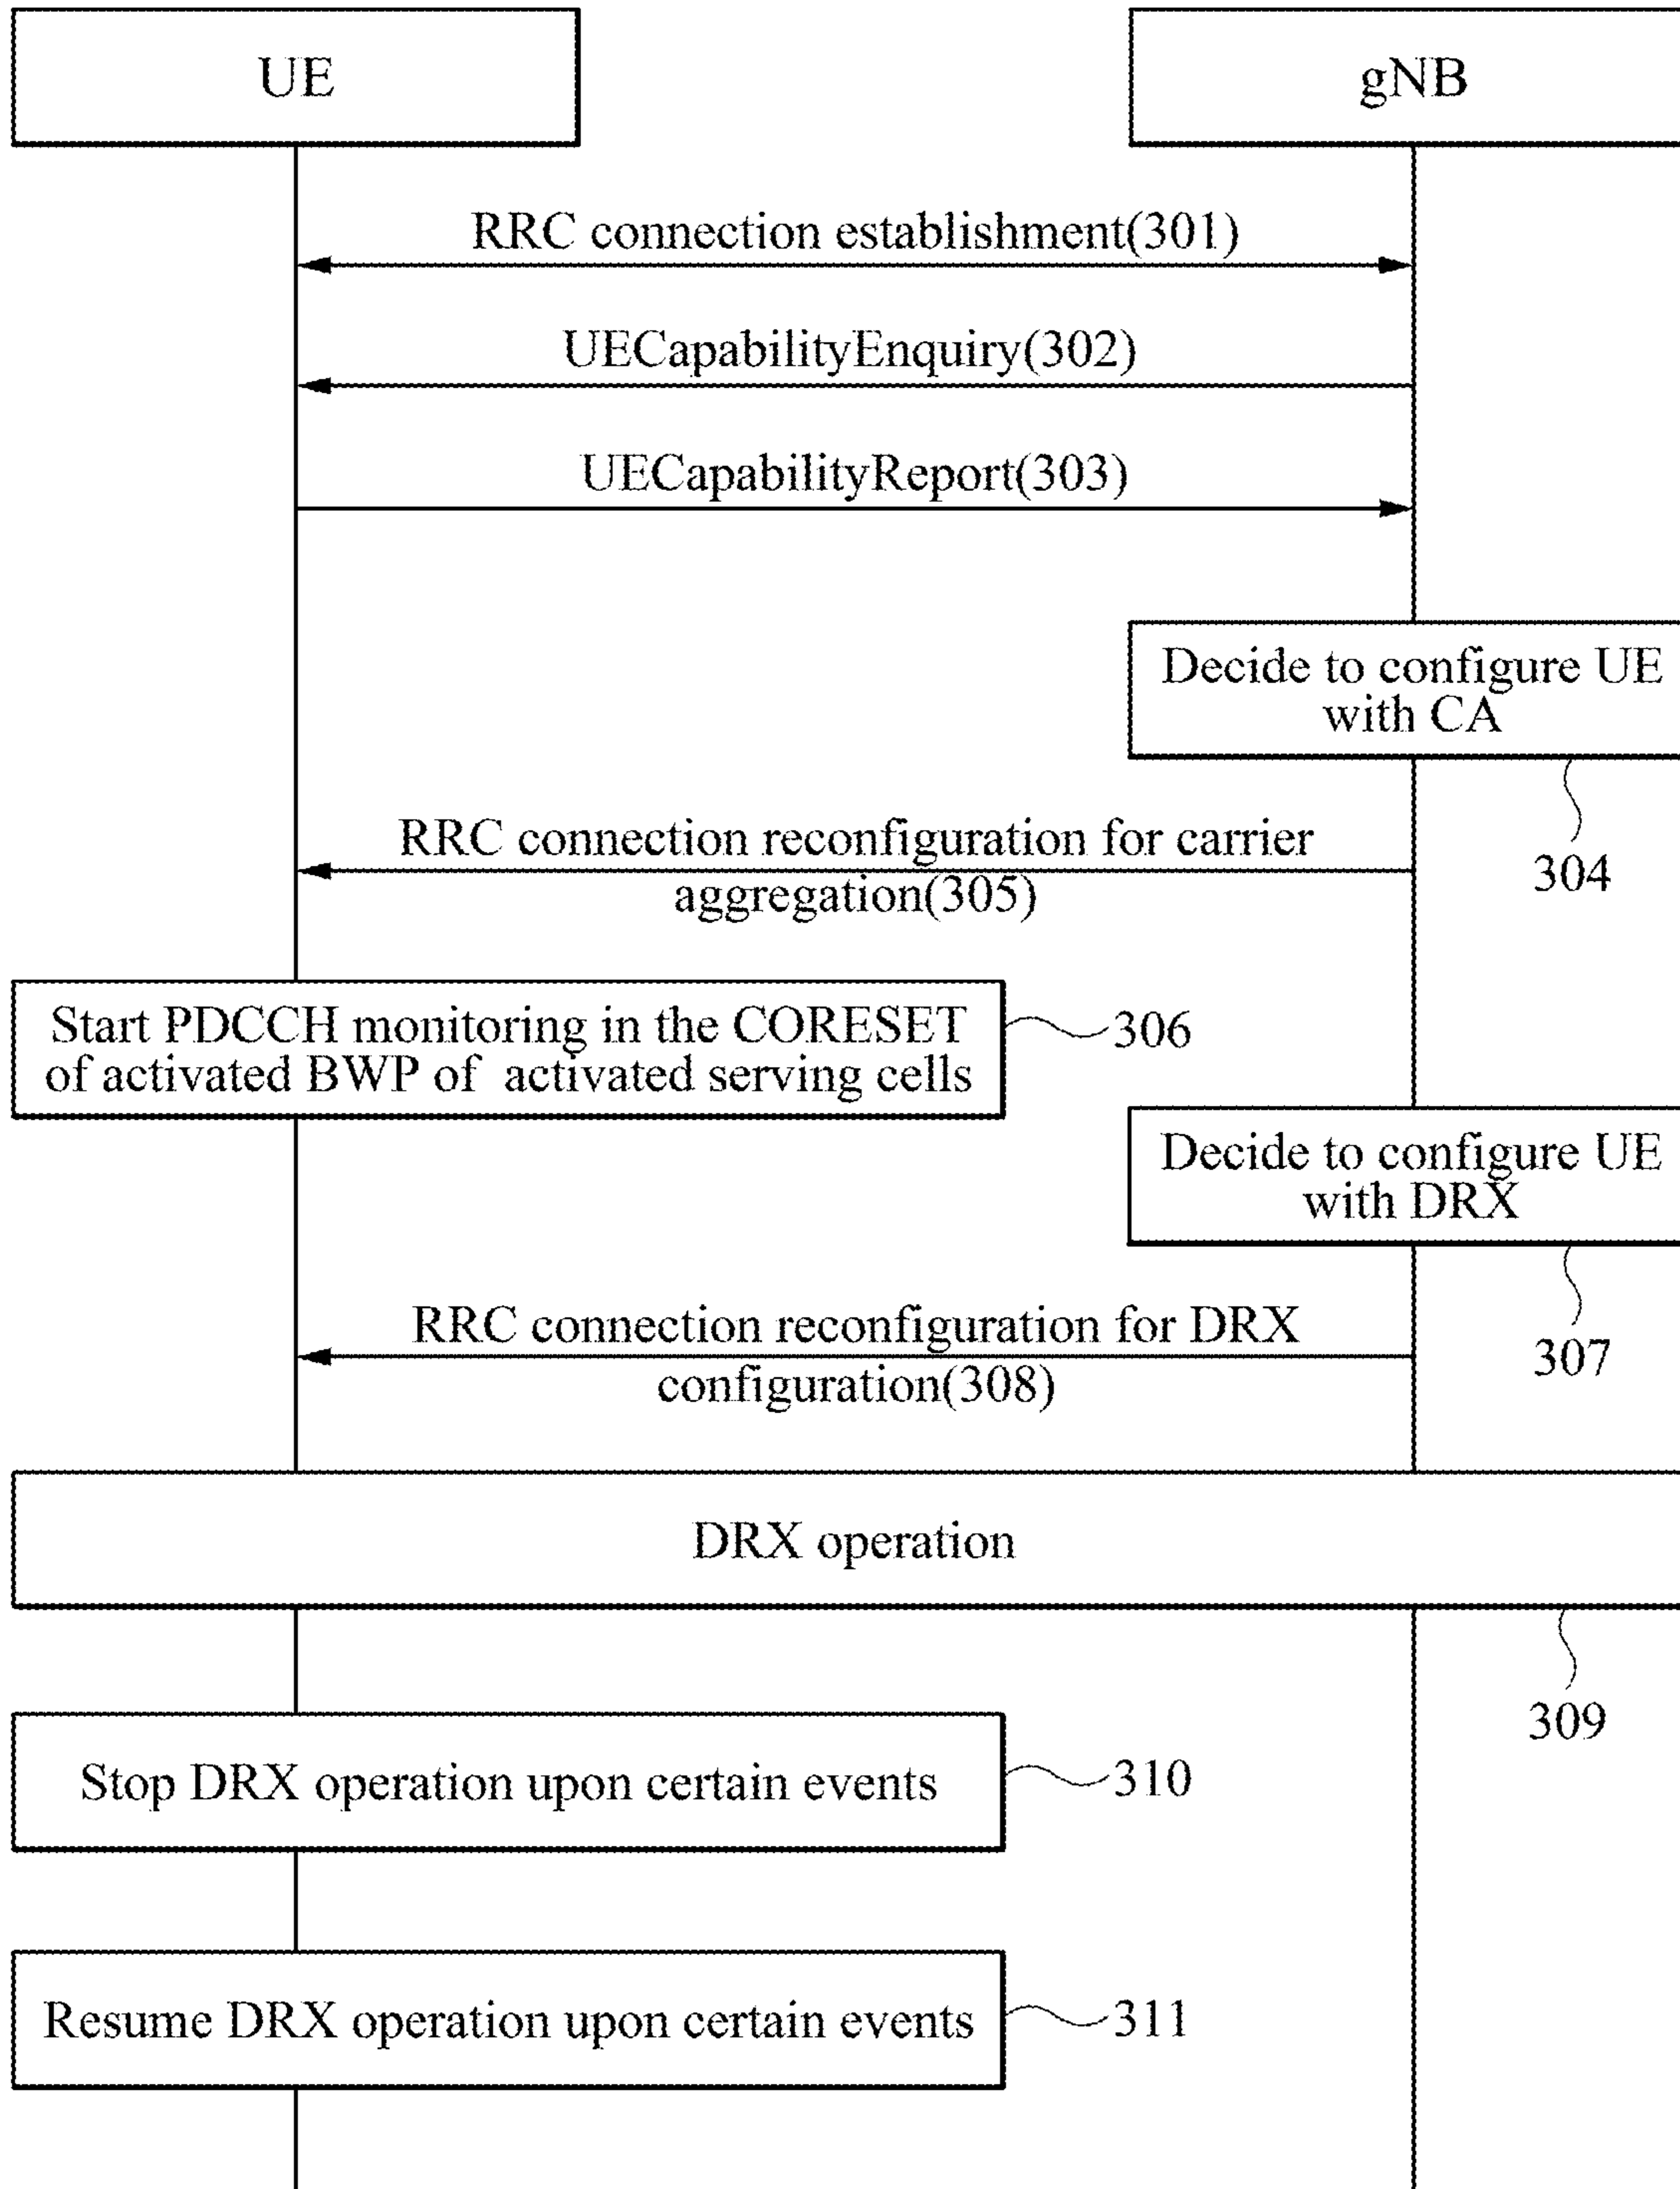 UE
gNB
RRC connection establishment(301)
UECapabilityEnquiry(302)
UECapabilityReport(303)
Decide to configure UE
with CA
304
RRC connection reconfiguration for carrier
aggregation(305)
Start PDCCH monitoring in the CORESET
of activated BWP of activated serving cells
306
Decide to configure UE
with DRX
307
RRC connection reconfiguration for DRX
configuration(308)
DRX operation
309
Stop DRX operation upon certain events
310
Resume DRX operation upon certain events
311